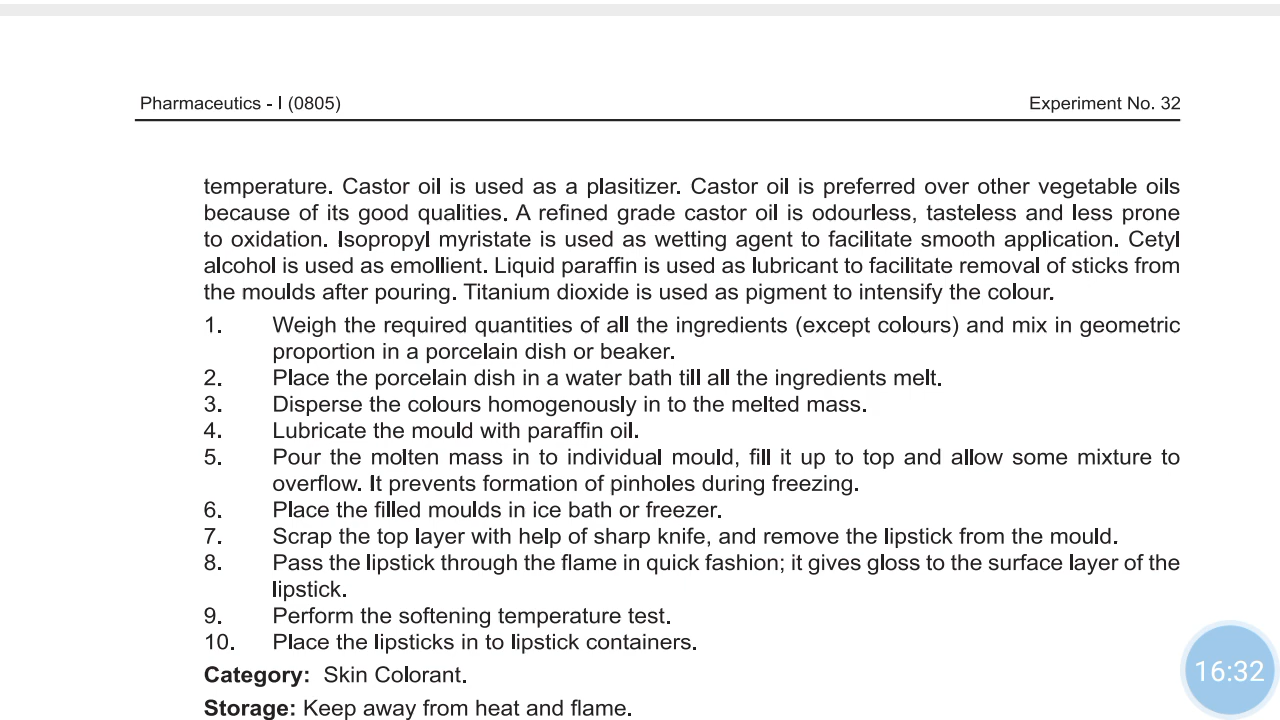 Pharmaceutics - I (0805) Experiment No. 32
temperature. Castor oil is used as a plasitizer. Castor oil is preferred over other vegetable oils
because of its good qualities. A refined grade castor oil is odourless, tasteless and less prone
to oxidation. Isopropyl myristate is used as wetting agent to facilitate smooth application. Cetyl
alcohol is used as emollient. Liquid paraffin is used as lubricant to facilitate removal of sticks from
the moulds after pouring. Titanium dioxide is used as pigment to intensify the colour.
1. Weigh the required quantities of all the ingredients (except colours) and mix in geometric
proportion in a porcelain dish or beaker.
2. Place the porcelain dish in a water bath till all the ingredients melt.
3. Disperse the colours homogenously in to the melted mass.
4. Lubricate the mould with paraffin oil.
5. Pour the molten mass in to individual mould, fill it up to top and allow some mixture to
overflow. It prevents formation of pinholes during freezing.
6. Place the filled moulds in ice bath or freezer.
7. Scrap the top layer with help of sharp knife, and remove the lipstick from the mould.
8. Pass the lipstick through the flame in quick fashion; it gives gloss to the surface layer of the
lipstick.
9. Perform the softening temperature test.
10. Place the lipsticks in to lipstick containers.
Category: Skin Colorant.
Storage: Keep away from heat and flame.
16:32